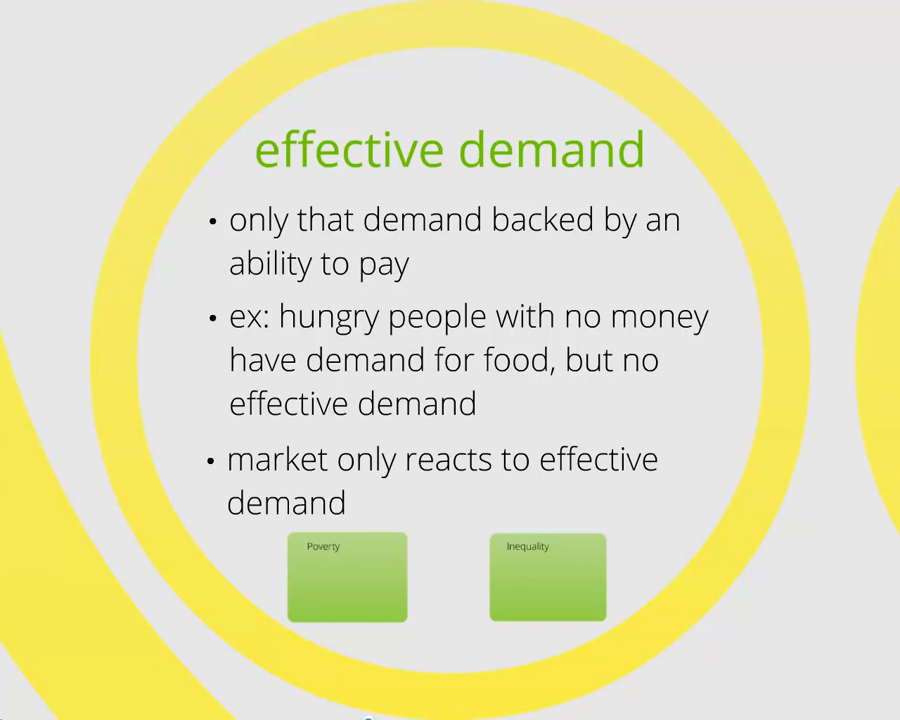 effective demand
• only that demand backed by an
ability to pay
• ex: hungry people with no money
have demand for food, but no
effective demand
• market only reacts to effective
demand
Poverty
Inequality